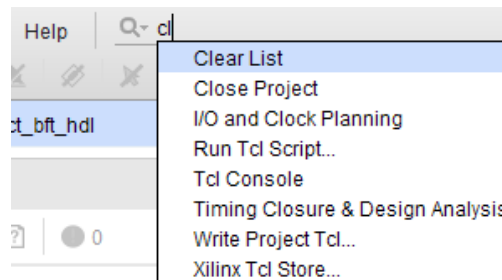 Help cl
Clear List
Close Project
ct_bft_hdl
I/O and Clock Planning
Run Tcl Script...
Tcl Console
Timing Closure & Design Analysis
0
Write Project Tcl...
Xilinx Tcl Store...